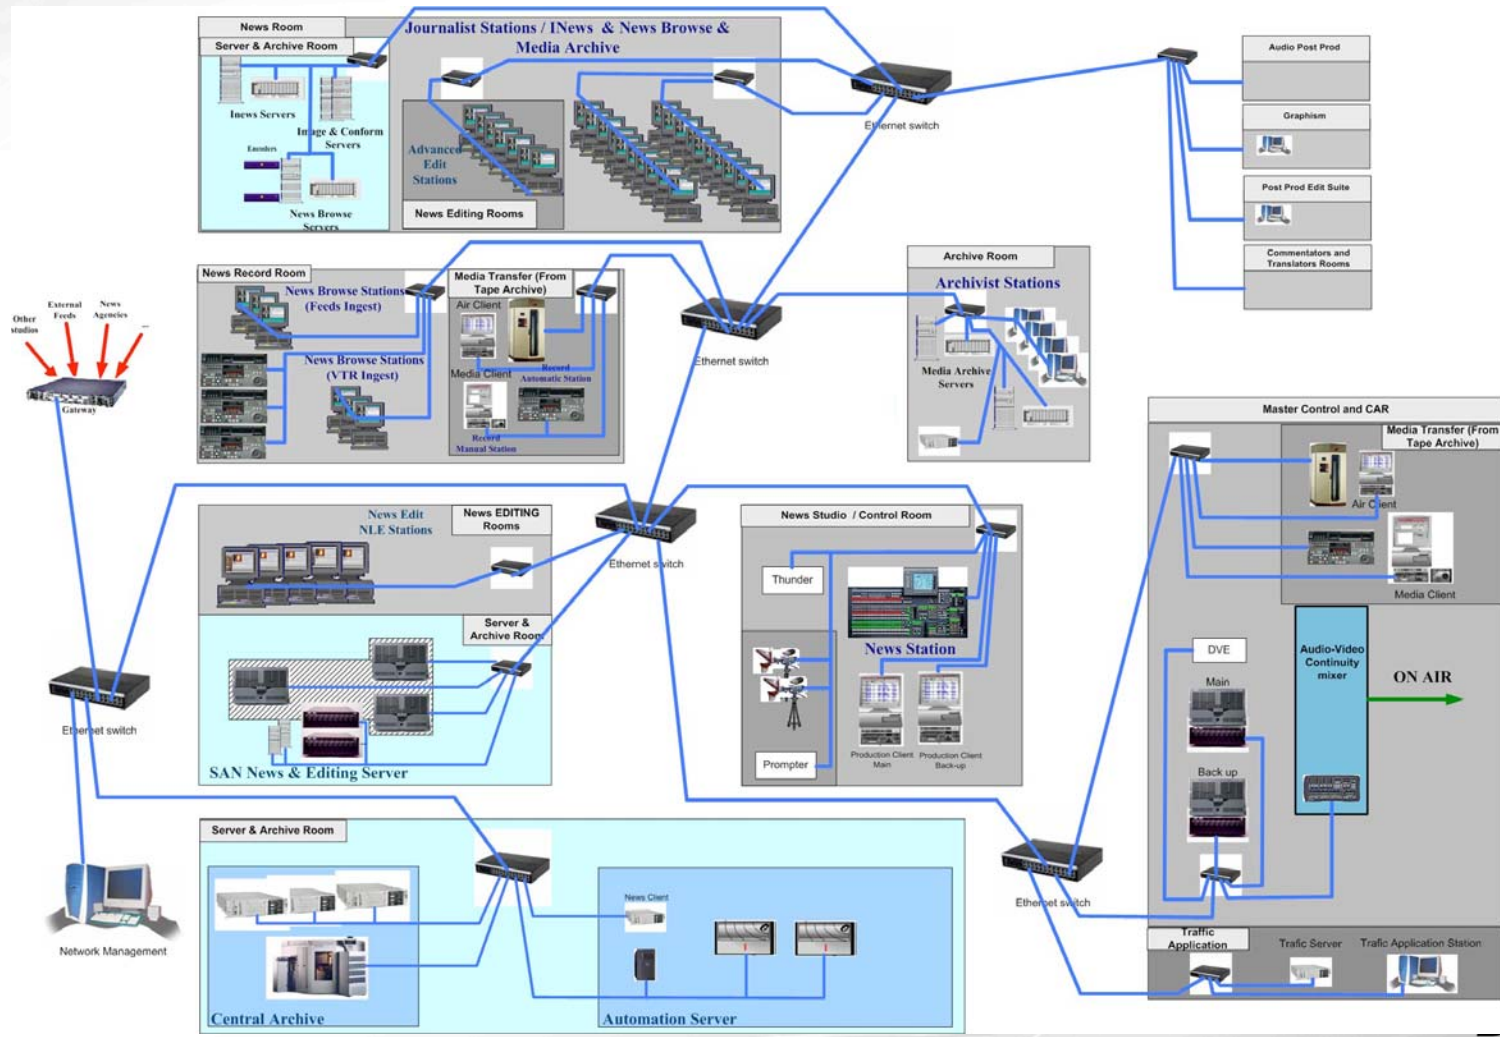 News Room
Server & Archive Room
Inews Servers
Image & Conform
Servers
Encoders
News Browse
Servers
Journalist Stations / INews & News Browse &
Media Archive
Advanced
Edit
Stations
News Editing Rooms
Ethernet switch
Audio Post Prod
Graphism
Post Prod Edit Suite
Commentators and
Translators Rooms
News Record Room
News Browse Stations
(Feeds Ingest)
News Browse Stations
(VTR Ingest)
Media Transfer (From
Tape Archive)
Air Client
Media Client
Record
Automatic Station
Record
Manual Station
Ethernet switch
Archive Room
Archivist Stations
Media Archive
Servers
Other
studios
External
Feeds
News
Agencies
...
Gateway
Master Control and CAR
Media Transfer (From
Tape Archive)
Air Client
Media Client
DVE
Main
Back up
Audio-Video
Continuity
mixer
ON AIR
News Edit
NLE Stations
News EDITING
Rooms
Server &
Archive Room
SAN News & Editing Server
Ethernet switch
News Studio / Control Room
Thunder
News Station
Prompter
Production Client
Main
Production Client
Back-up
Ethernet switch
Network Management
Server & Archive Room
Central Archive
News Client
Automation Server
Ethernet switch
Traffic
Application
Trafic Server
Trafic Application Station